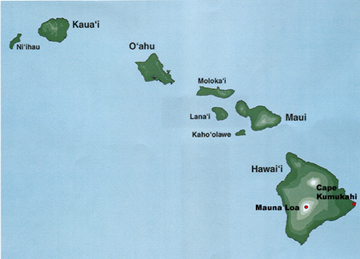 Kaua'i
Ni'ihau
O'ahu
Moloka'i
Lana'i
Maui
Kaho'olawe
Hawai'i
Cape
Kumukahi
Mauna Loa